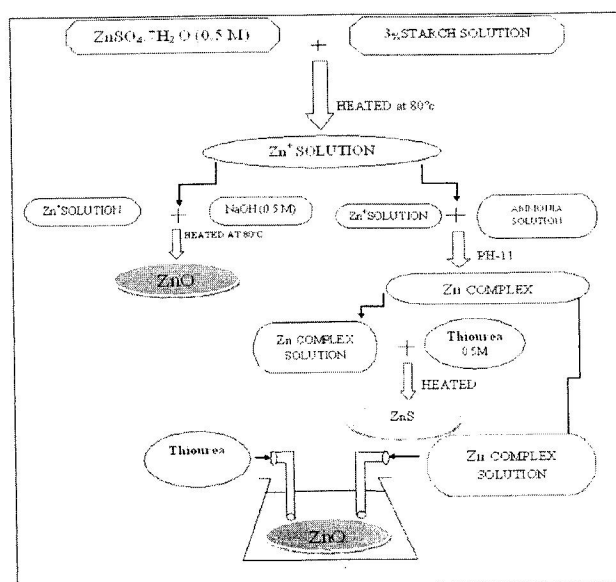 ZnSO₄.7H₂O (0.5 M)
+
3%STARCH SOLUTION
HEATED at 80°c
Zn⁺ SOLUTION
Zn⁺SOLUTION
+
NaOH (0.5 M)
HEATED AT 80°C
ZnO
Zn⁺SOLUTION
+
AMMONIA
SOLUTION
PH-11
Zn COMPLEX
Zn COMPLEX
SOLUTION
+
Thiourea
0.5M
HEATED
ZnS
Thiourea
Zn COMPLEX
SOLUTION
ZnO